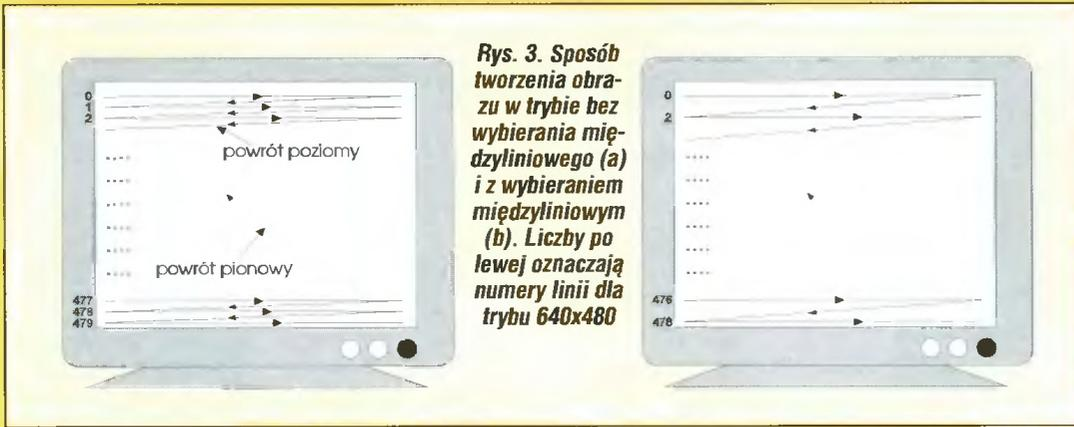 0
1
2
powrót poziomy
powrót pionowy
477
478
479
Rys. 3. Sposób
tworzenia obra-
zu w trybie bez
wybierania mię-
dzyliniowego (a)
i z wybieraniem
międzyliniowym
(b). Liczby po
lewej oznaczają
numery linii dla
trybu 640x480
0
2
476
478